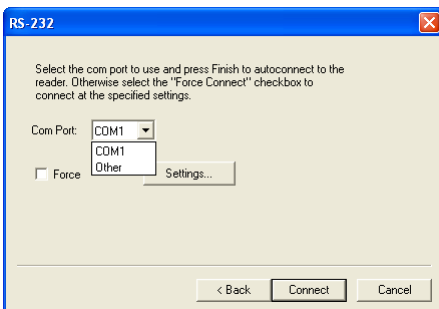 RS-232
Select the com port to use and press Finish to autoconnect to the
reader. Otherwise select the "Force Connect" checkbox to
connect at the specified settings.
Com Port: COM1
COM1
Other
Force Settings...
< Back Connect Cancel